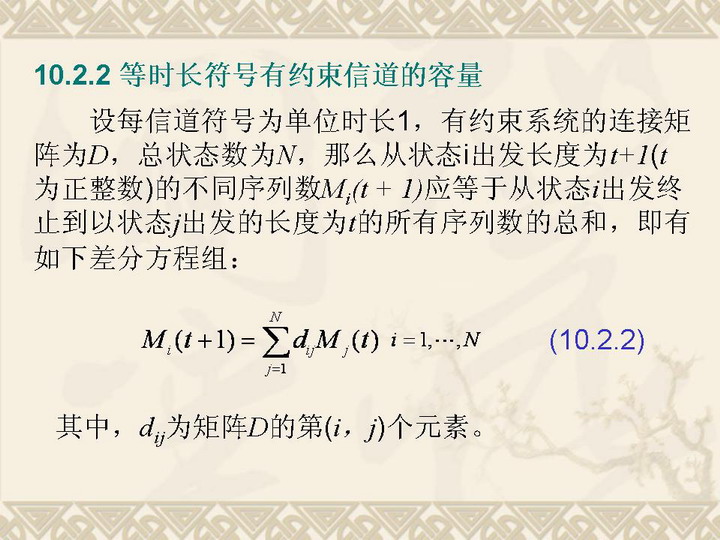 10.2.2 等时长符号有约束信道的容量
设每信道符号为单位时长1，有约束系统的连接矩
阵为D，总状态数为N，那么从状态i出发长度为t+1(t
为正整数)的不同序列数Mi(t + 1)应等于从状态i出发终
止到以状态j出发的长度为t的所有序列数的总和，即有
如下差分方程组：
M_i(t+1) = \sum_{j=1}^{N} d_{ij} M_j(t) i = 1,⋯,N (10.2.2)
其中，dij为矩阵D的第(i，j)个元素。